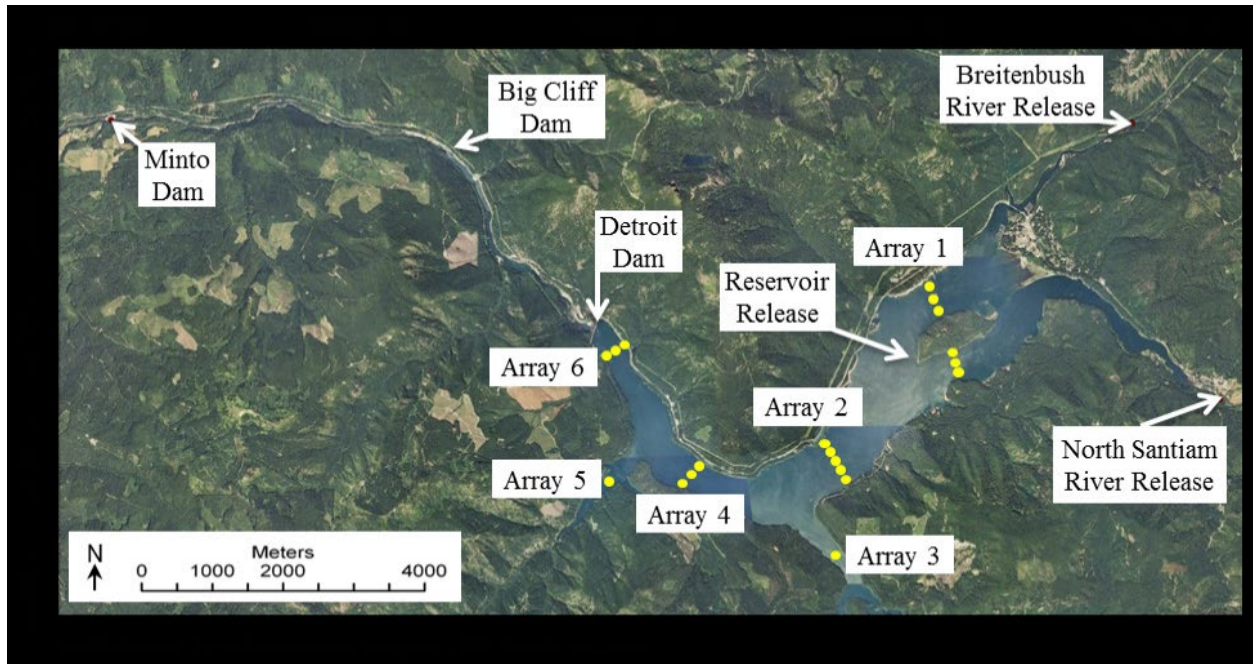 Breitenbush
River Release
Big Cliff
Dam
Minto
Dam
Detroit
Dam
Array 1
Reservoir
Release
Array 6
Array 2
North Santiam
River Release
Array 5
Array 4
Array 3
N
Meters
0 1000 2000 4000